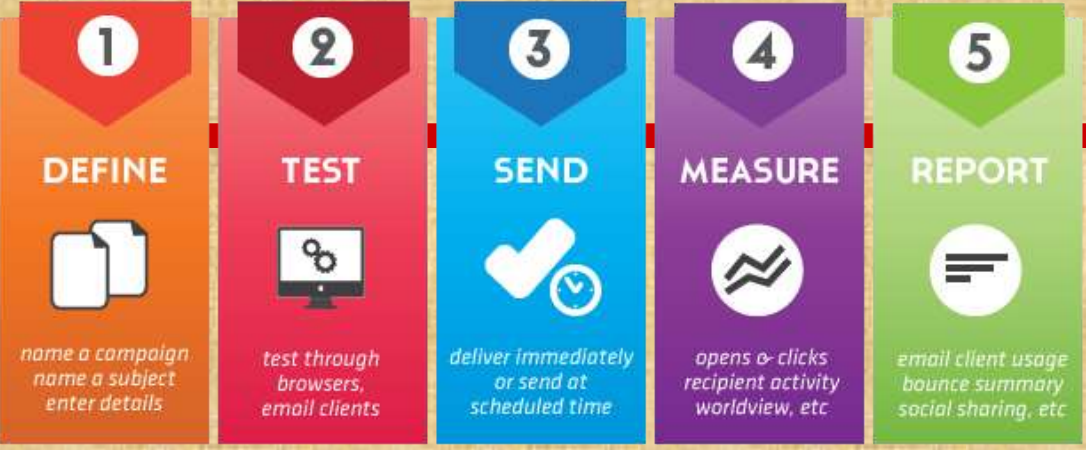 1
DEFINE
name a campaign
name a subject
enter details
2
TEST
test through
browsers,
email clients
3
SEND
deliver immediately
or send at
scheduled time
4
MEASURE
opens & clicks
recipient activity
worldview, etc
5
REPORT
email client usage
bounce summary
social sharing, etc